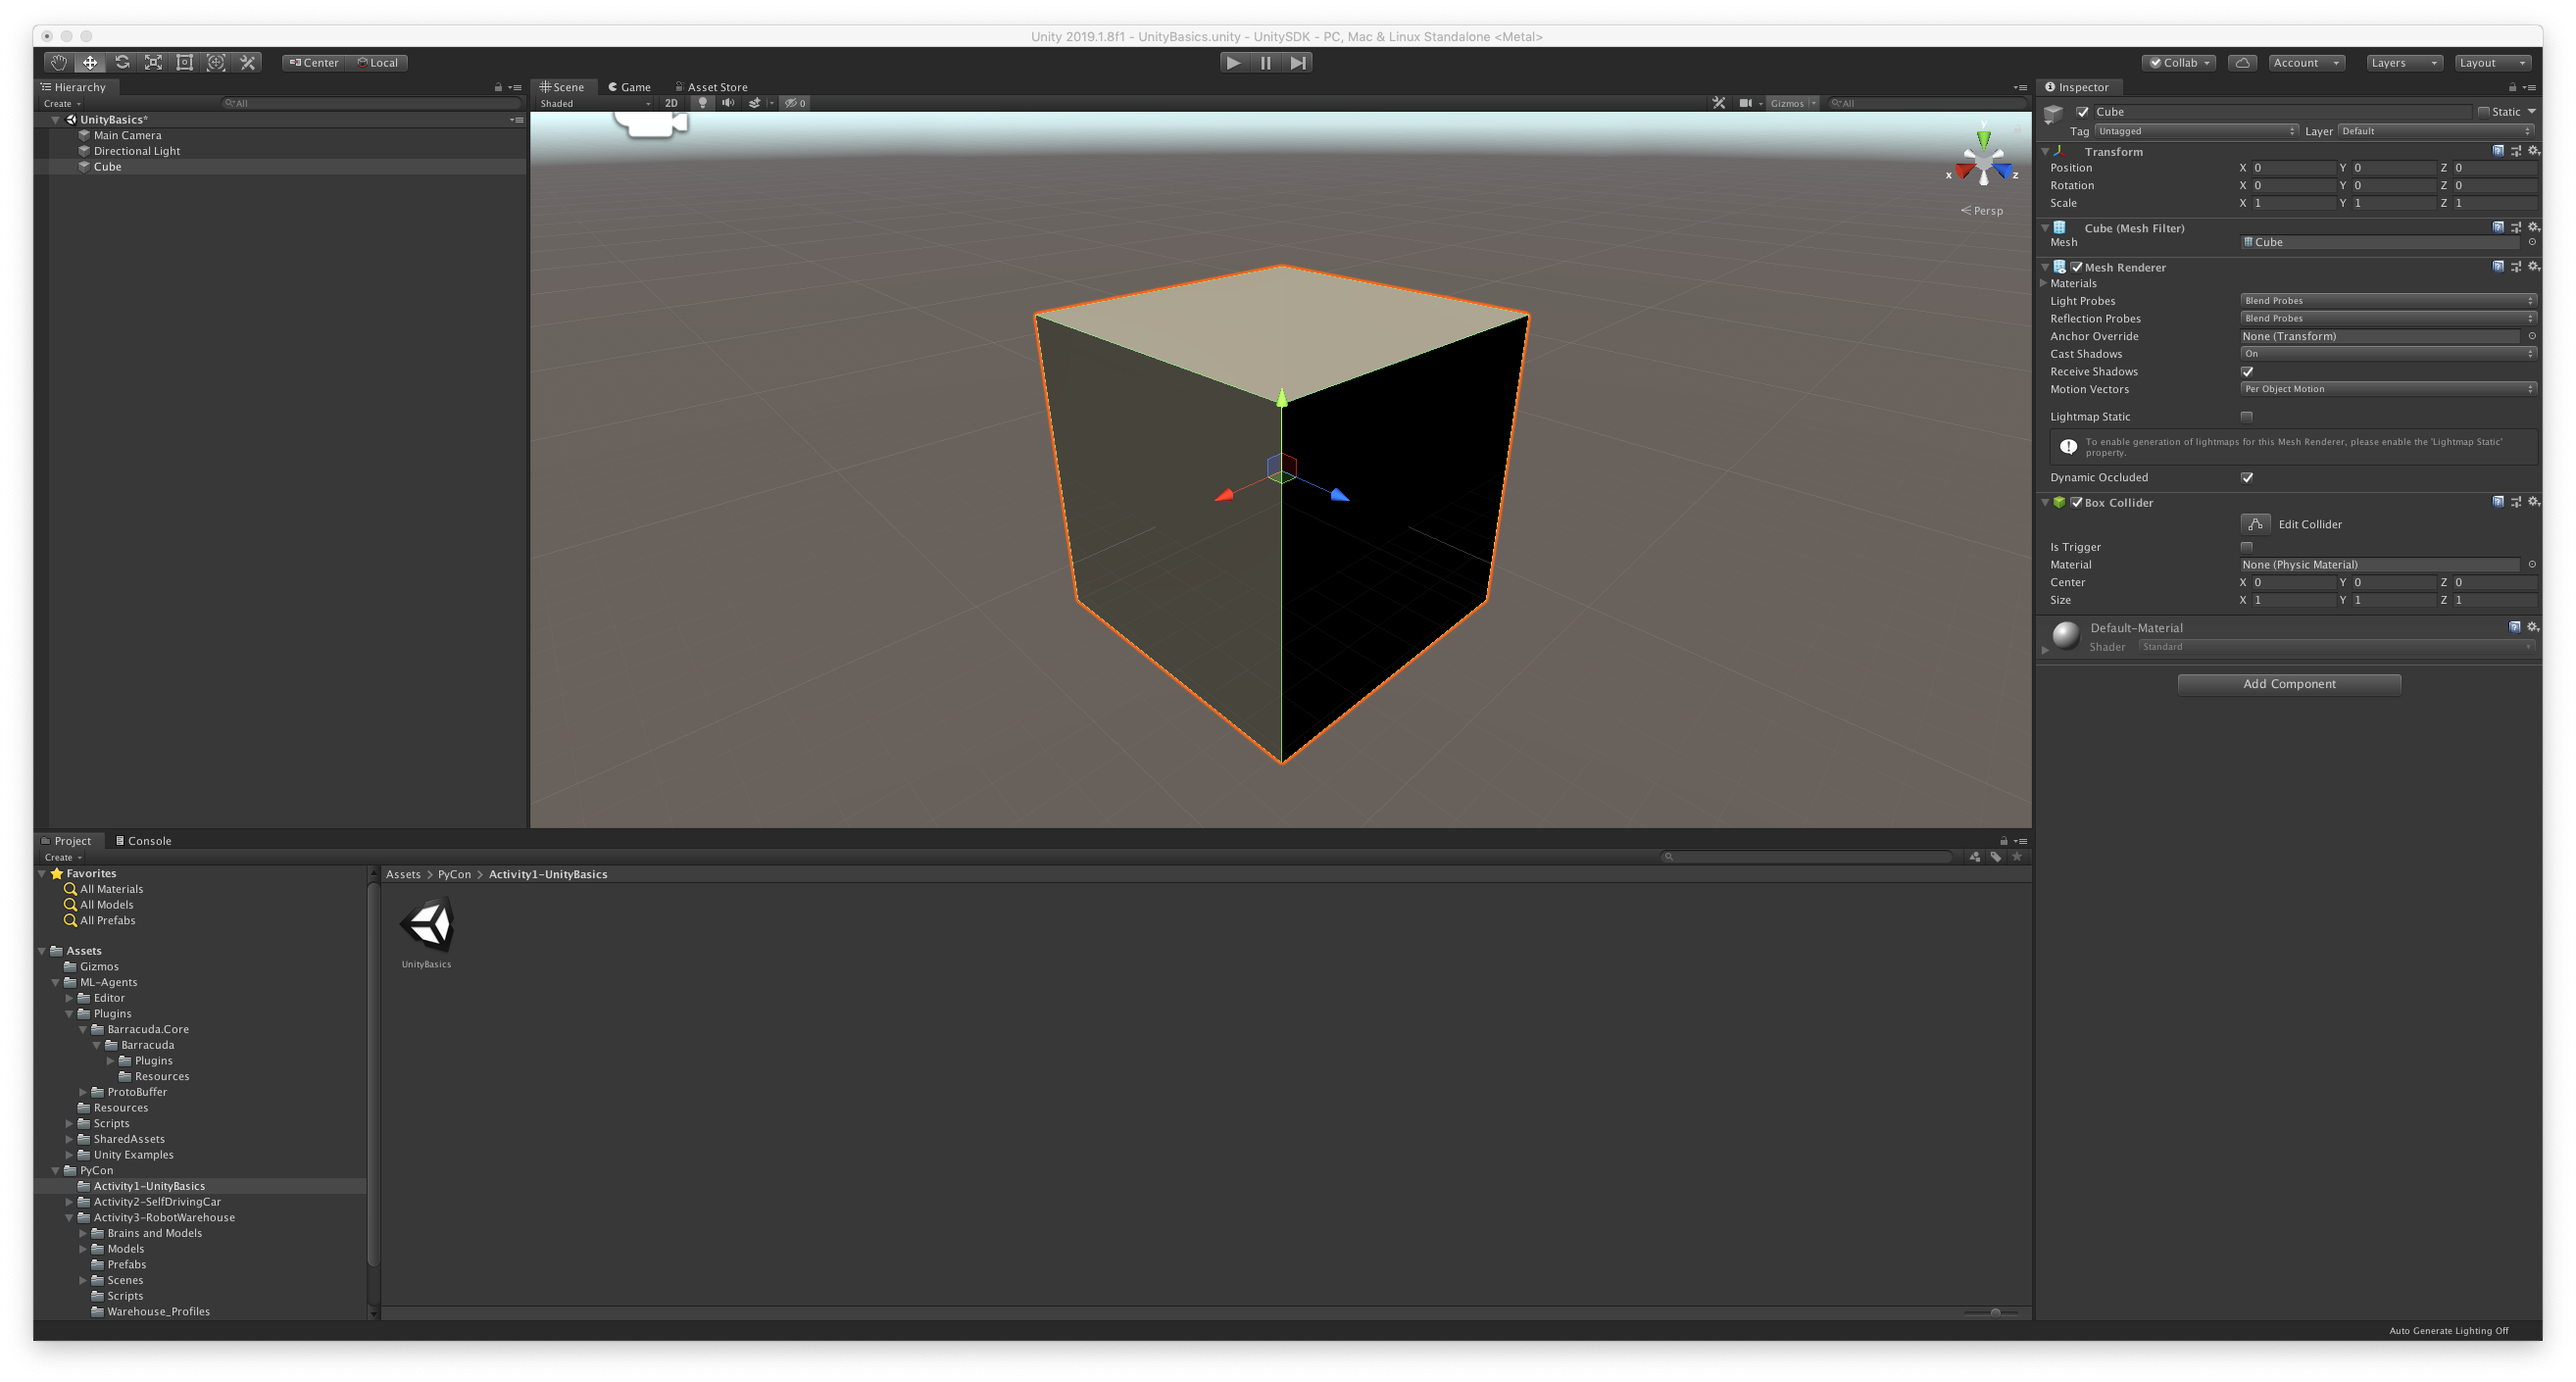 Unity 2019.1.8f1 - UnityBasics.unity - UnitySDK - PC, Mac & Linux Standalone <Metal>
Center Local
Collab Account Layers Layout
Hierarchy
Create All
UnityBasics*
Main Camera
Directional Light
Cube
Scene Game Asset Store
Shaded 2D 0 Gizmos All
y
x z
Persp
Inspector
Cube Static
Tag Untagged Layer Default
Transform
Position X 0 Y 0 Z 0
Rotation X 0 Y 0 Z 0
Scale X 1 Y 1 Z 1
Cube (Mesh Filter)
Mesh Cube
Mesh Renderer
Materials
Light Probes Blend Probes
Reflection Probes Blend Probes
Anchor Override None (Transform)
Cast Shadows On
Receive Shadows
Motion Vectors Per Object Motion
Lightmap Static
To enable generation of lightmaps for this Mesh Renderer, please enable the 'Lightmap Static'
property.
Dynamic Occluded
Box Collider
Edit Collider
Is Trigger
Material None (Physic Material)
Center X 0 Y 0 Z 0
Size X 1 Y 1 Z 1
Default-Material
Shader Standard
Add Component
Project Console
Create
Favorites
All Materials
All Models
All Prefabs
Assets
Gizmos
ML-Agents
Editor
Plugins
Barracuda.Core
Barracuda
Plugins
Resources
ProtoBuffer
Resources
Scripts
SharedAssets
Unity Examples
PyCon
Activity1-UnityBasics
Activity2-SelfDrivingCar
Activity3-RobotWarehouse
Brains and Models
Models
Prefabs
Scenes
Scripts
Warehouse_Profiles
Assets > PyCon > Activity1-UnityBasics
UnityBasics
Auto Generate Lighting Off